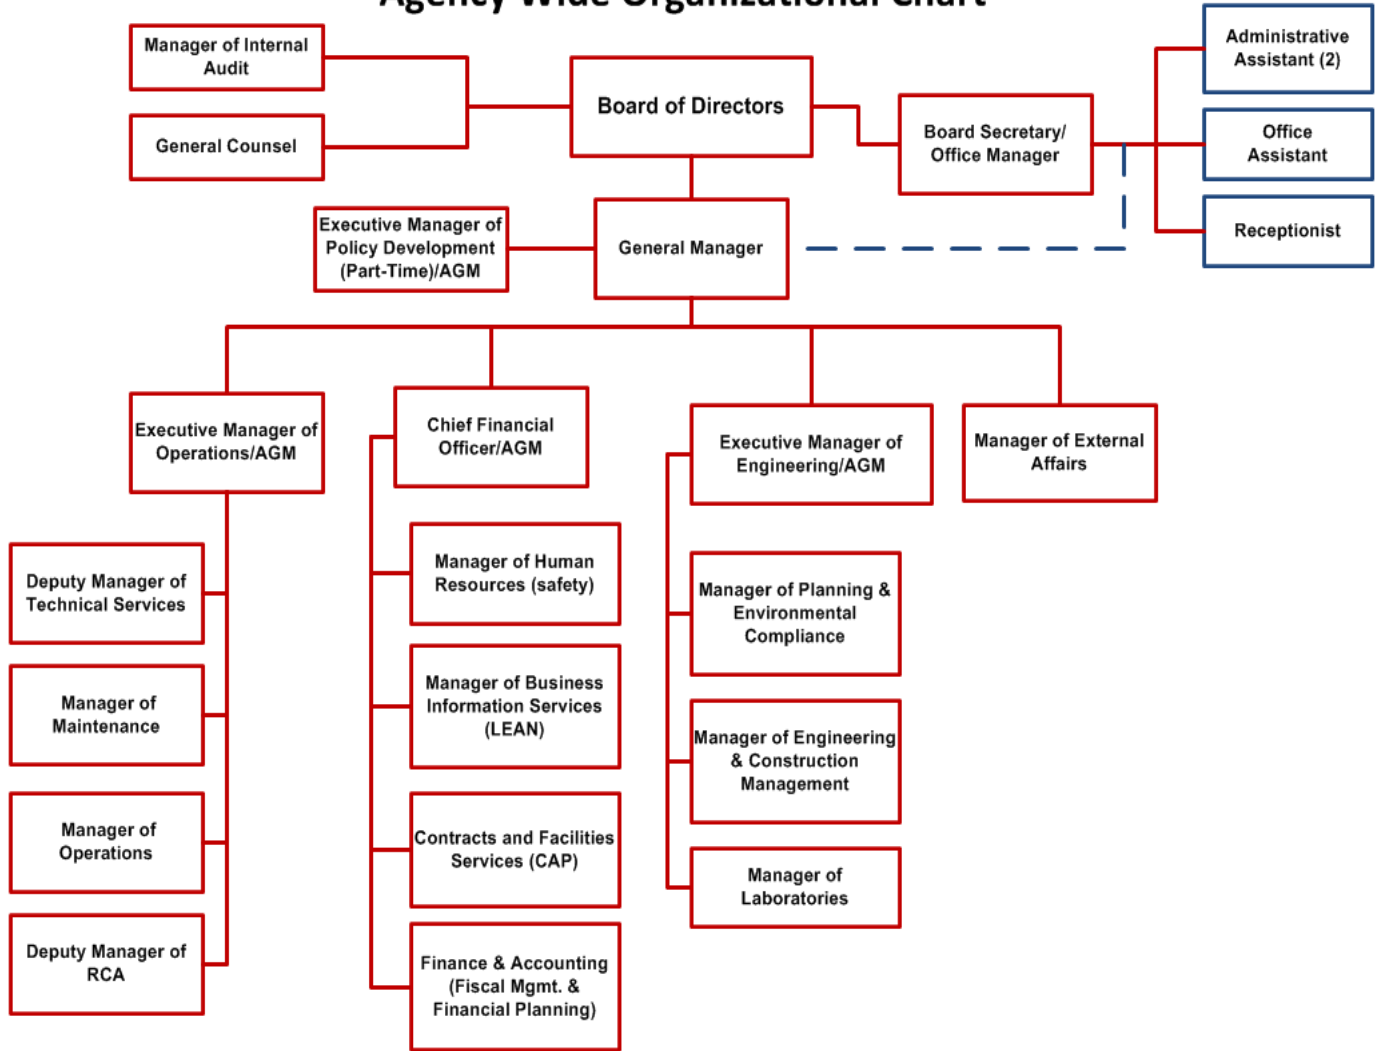 Agency Wide Organizational Chart
Manager of Internal
Audit
General Counsel
Board of Directors
Board Secretary/
Office Manager
Administrative
Assistant (2)
Office
Assistant
Receptionist
Executive Manager of
Policy Development
(Part-Time)/AGM
General Manager
Executive Manager of
Operations/AGM
Chief Financial
Officer/AGM
Executive Manager of
Engineering/AGM
Manager of External
Affairs
Deputy Manager of
Technical Services
Manager of
Maintenance
Manager of
Operations
Deputy Manager of
RCA
Manager of Human
Resources (safety)
Manager of Business
Information Services
(LEAN)
Contracts and Facilities
Services (CAP)
Finance & Accounting
(Fiscal Mgmt. &
Financial Planning)
Manager of Planning &
Environmental
Compliance
Manager of Engineering
& Construction
Management
Manager of
Laboratories